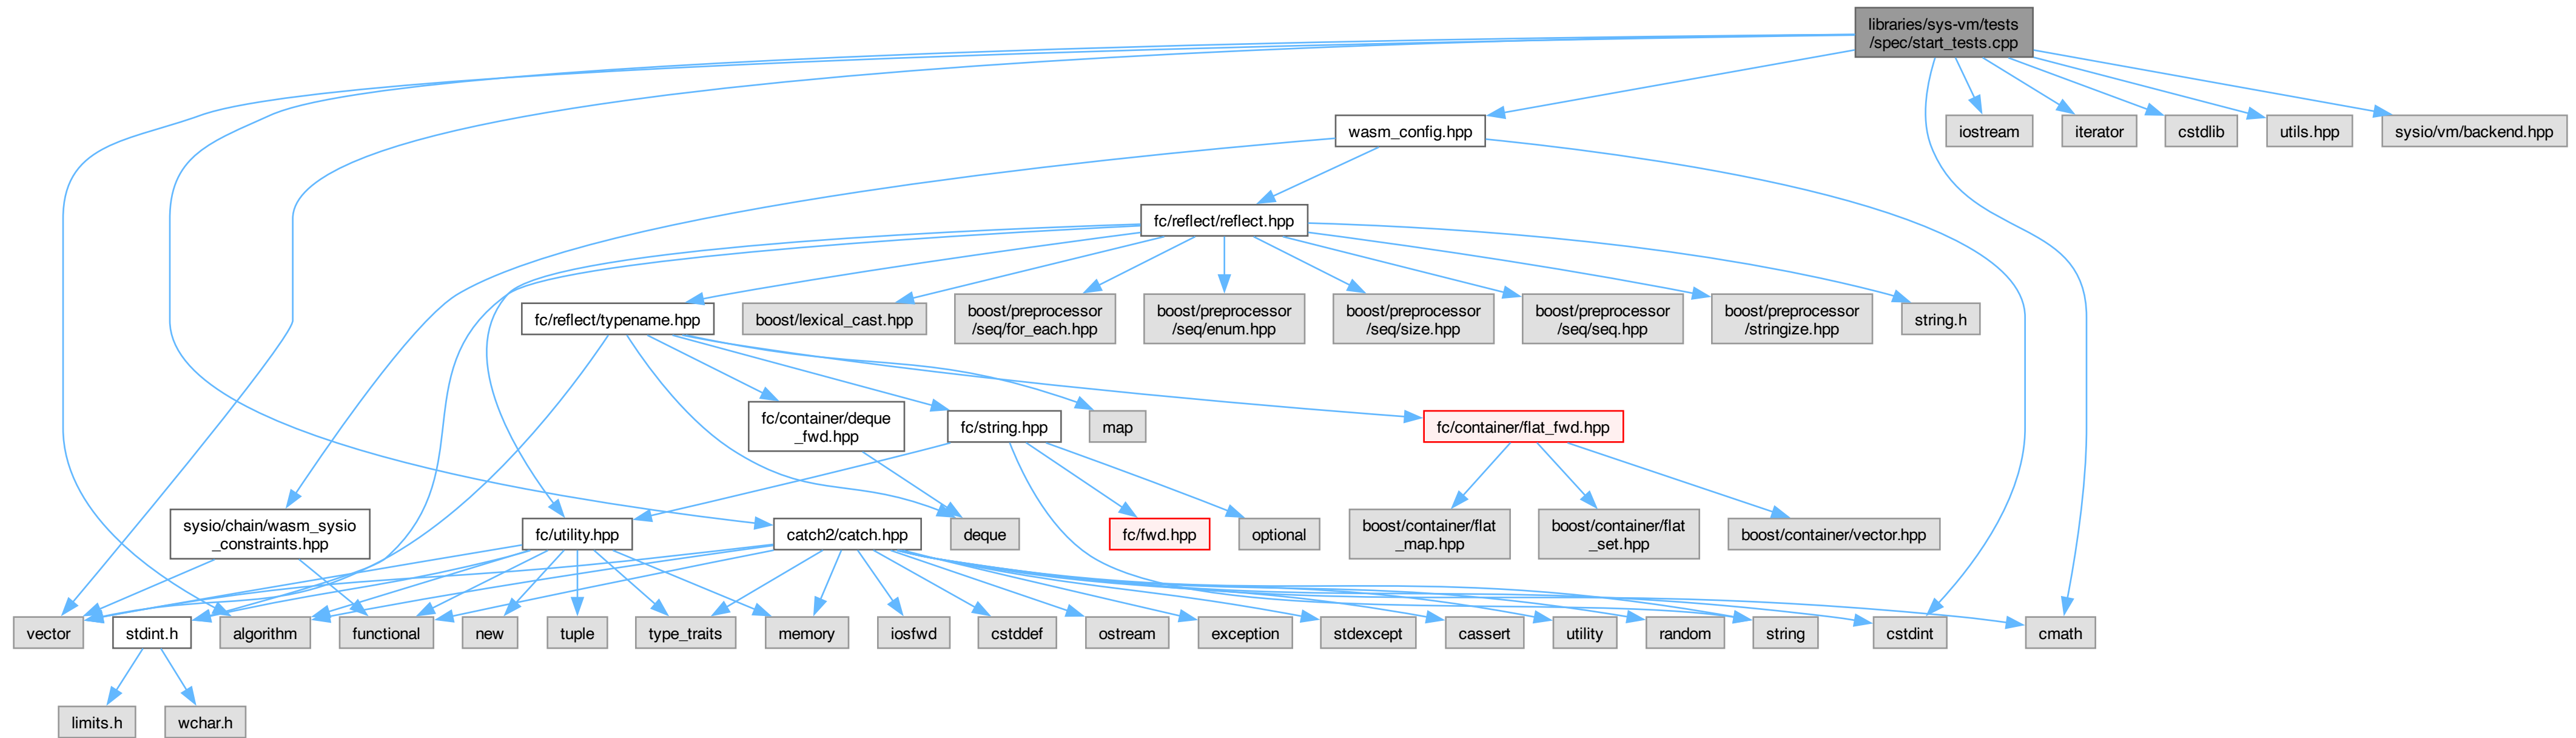 libraries/sys-vm/tests
/spec/start_tests.cpp
wasm_config.hpp
iostream
iterator
cstdlib
utils.hpp
sysio/vm/backend.hpp
fc/reflect/reflect.hpp
fc/reflect/typename.hpp
boost/lexical_cast.hpp
boost/preprocessor
/seq/for_each.hpp
boost/preprocessor
/seq/enum.hpp
boost/preprocessor
/seq/size.hpp
boost/preprocessor
/seq/seq.hpp
boost/preprocessor
/stringize.hpp
string.h
fc/container/deque
_fwd.hpp
fc/string.hpp
map
fc/container/flat_fwd.hpp
sysio/chain/wasm_sysio
_constraints.hpp
fc/utility.hpp
catch2/catch.hpp
deque
fc/fwd.hpp
optional
boost/container/flat
_map.hpp
boost/container/flat
_set.hpp
boost/container/vector.hpp
vector
stdint.h
algorithm
functional
new
tuple
type_traits
memory
iosfwd
cstddef
ostream
exception
stdexcept
cassert
utility
random
string
cstdint
cmath
limits.h
wchar.h